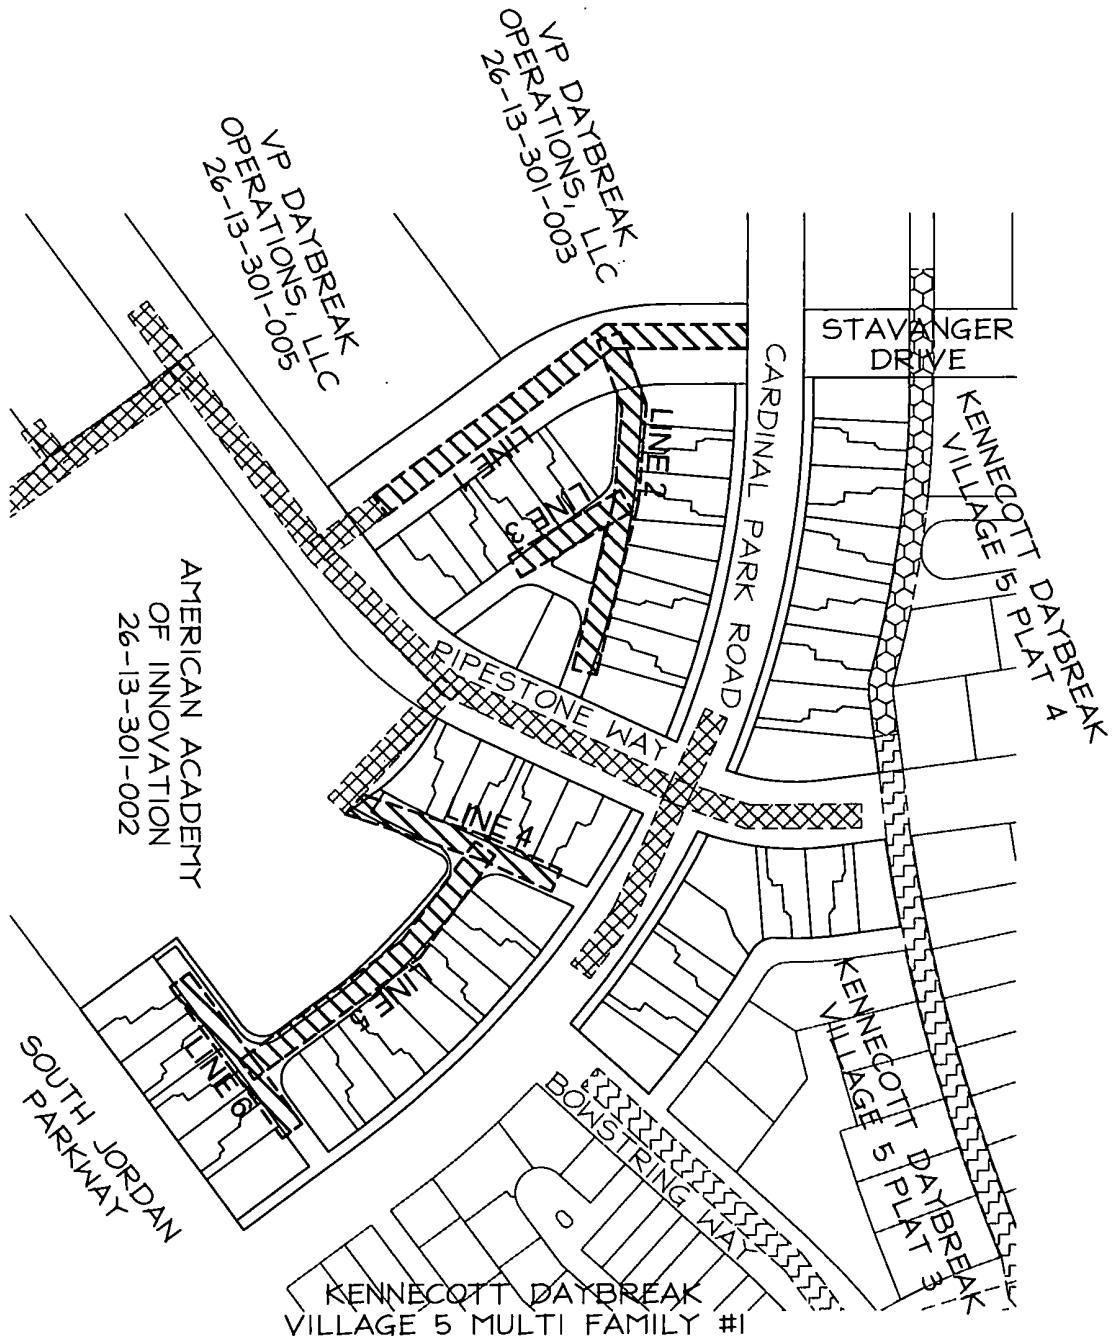 VP DAYBREAK
OPERATIONS, LLC
26-13-301-003
VP DAYBREAK
OPERATIONS, LLC
26-13-301-005
STAVANGER
DRIVE
CARDINAL PARK ROAD
KENNECOTT DAYBREAK
VILLAGE 5 PLAT 4
LINE 1
LINE 2
LINE 3
AMERICAN ACADEMY
OF INNOVATION
26-13-301-002
PIPESTONE WAY
LINE 4
LINE 5
LINE 6
KENNECOTT DAYBREAK
VILLAGE 5 PLAT 3
SOUTH JORDAN
PARKWAY
BOWSTRING WAY
KENNECOTT DAYBREAK
VILLAGE 5 MULTI FAMILY #1